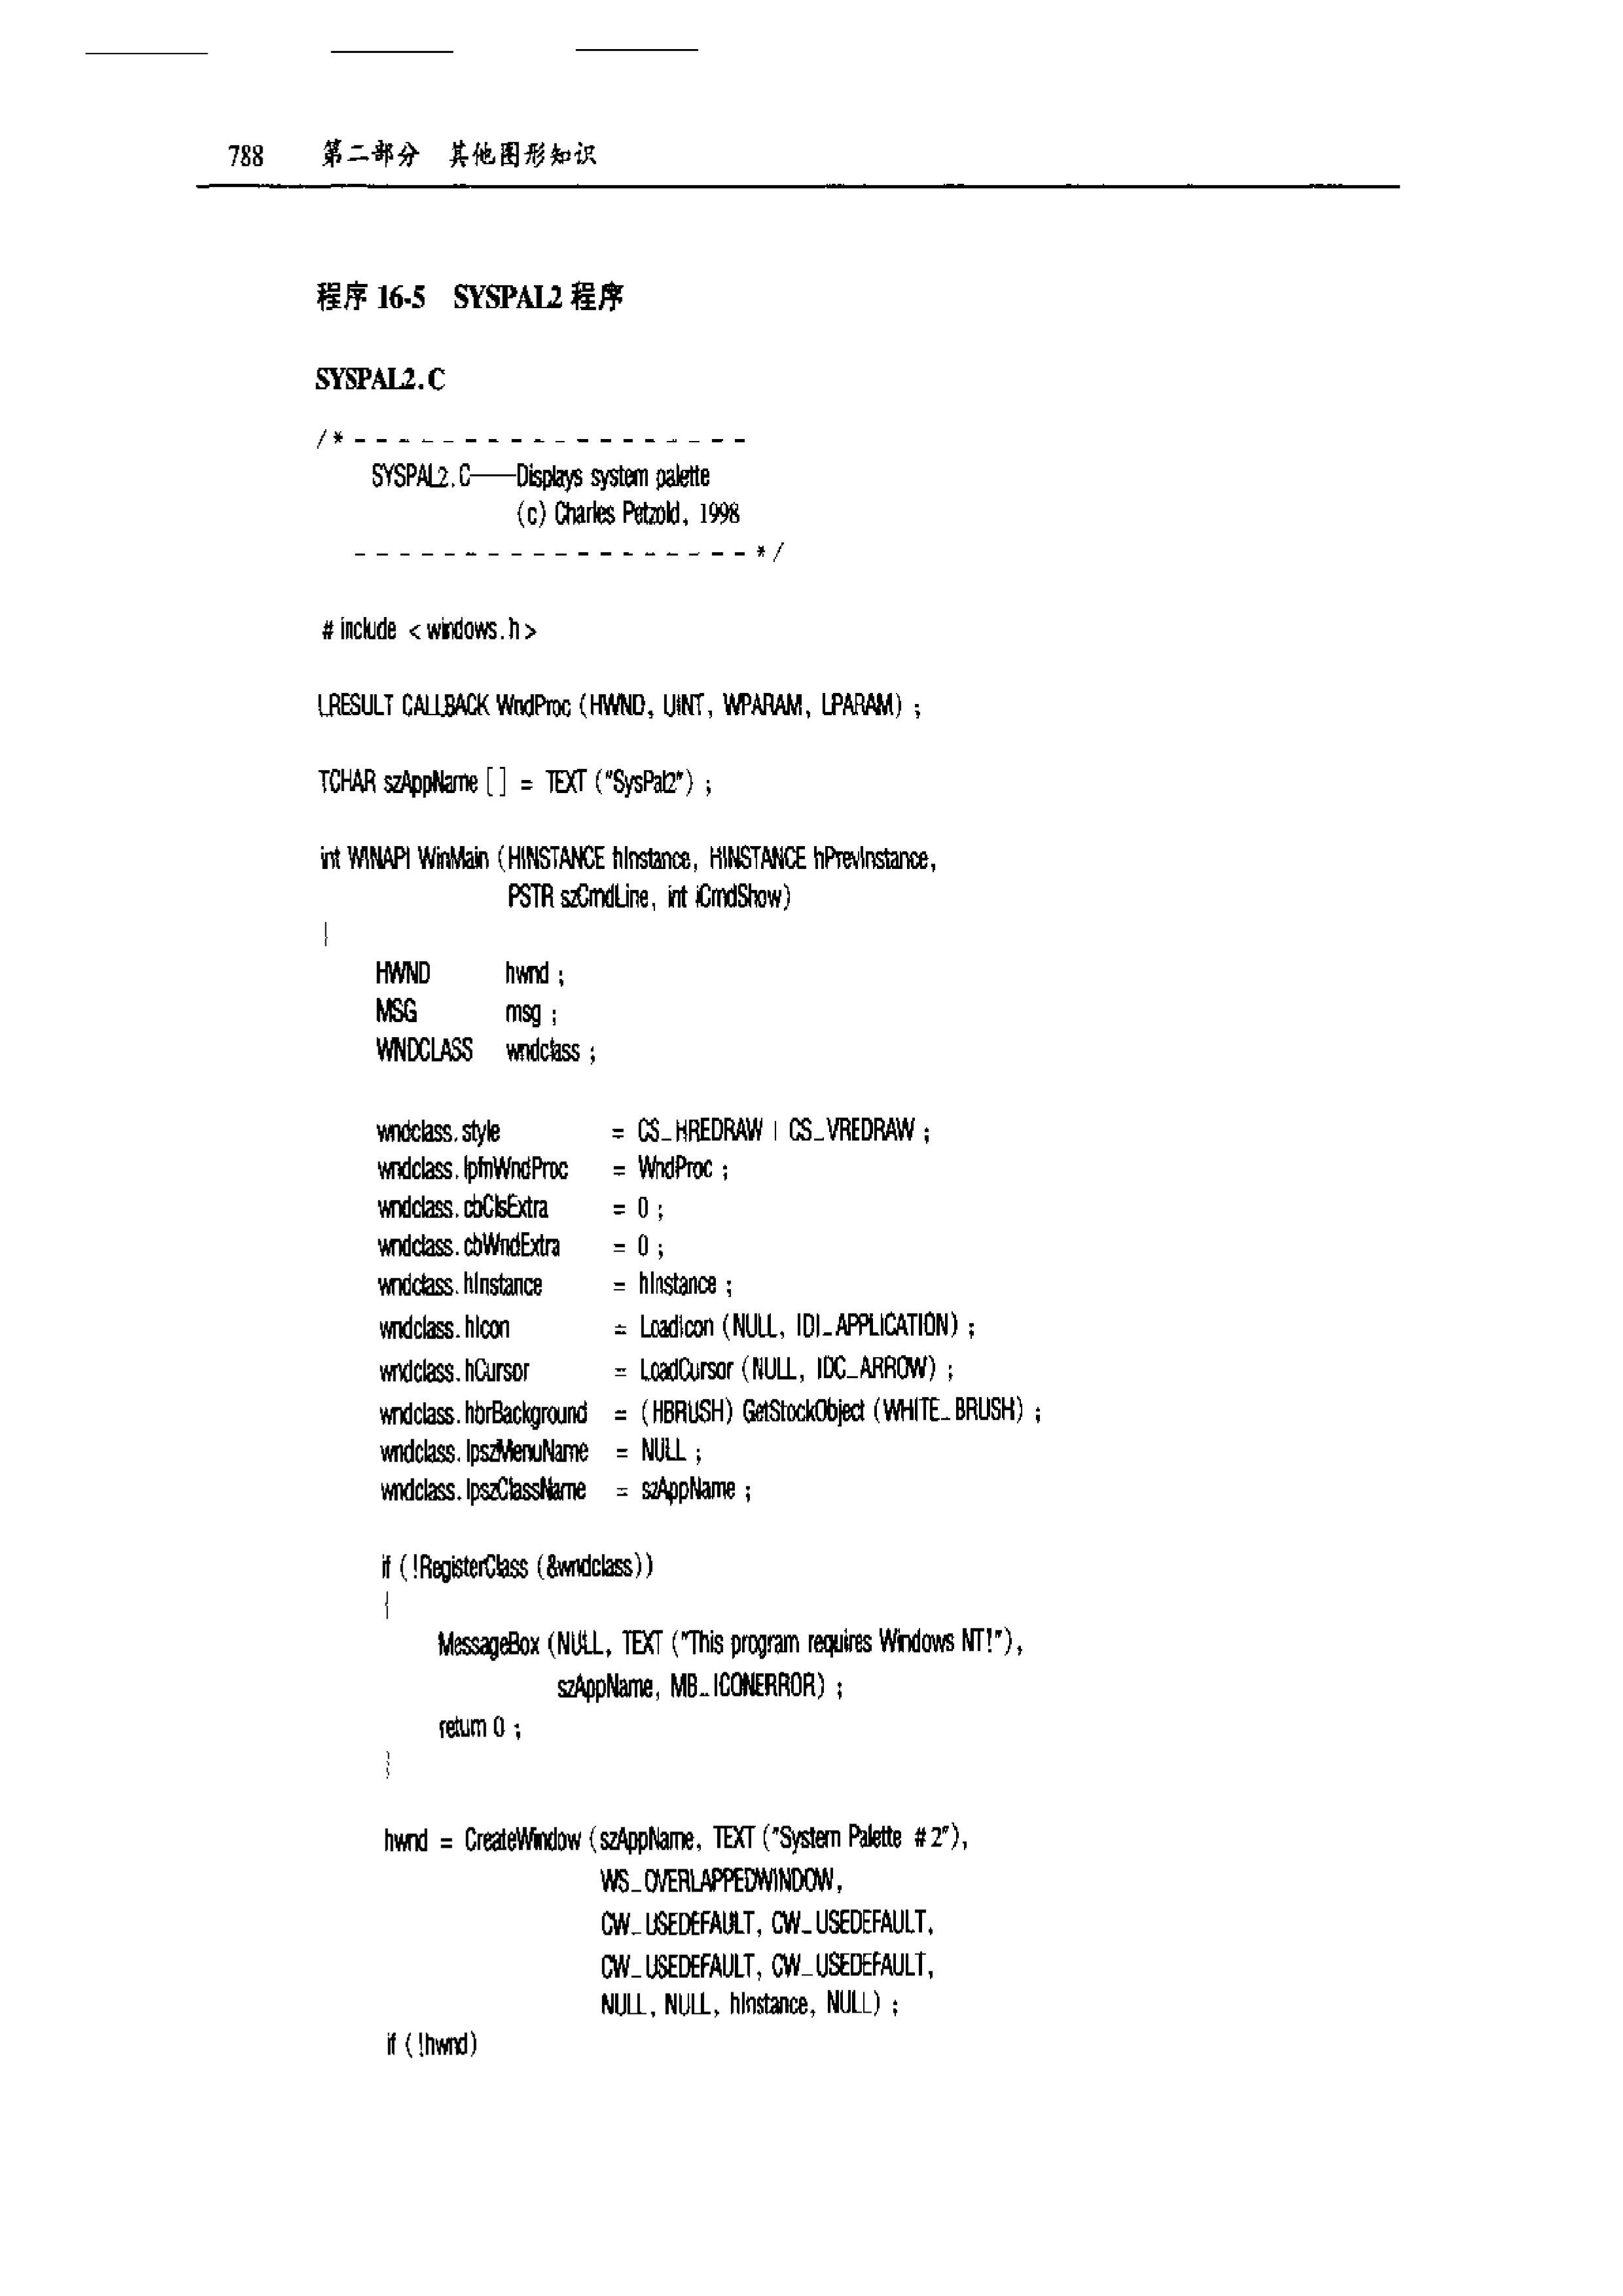 788 第二部分 其他图形知识
程序 16-5 SYSPAL2 程序
SYSPAL2.C
/* - - - - - - - - - - - - - - - - - -
SYSPAL2.C——Displays system palette
(c) Charles Petzold, 1998
- - - - - - - - - - - - - - - - - - */
# include < windows.h >
LRESULT CALLBACK WndProc (HWND, UINT, WPARAM, LPARAM) ;
TCHAR szAppName [ ] = TEXT ("SysPal2") ;
int WINAPI WinMain (HINSTANCE hInstance, HINSTANCE hPrevInstance,
PSTR szCmdLine, int iCmdShow)
{
HWND hwnd ;
MSG msg ;
WNDCLASS wndclass ;
wndclass.style = CS_HREDRAW | CS_VREDRAW ;
wndclass.lpfnWndProc = WndProc ;
wndclass.cbClsExtra = 0 ;
wndclass.cbWndExtra = 0 ;
wndclass.hInstance = hInstance ;
wndclass.hIcon = LoadIcon (NULL, IDI_APPLICATION) ;
wndclass.hCursor = LoadCursor (NULL, IDC_ARROW) ;
wndclass.hbrBackground = (HBRUSH) GetStockObject (WHITE_BRUSH) ;
wndclass.lpszMenuName = NULL ;
wndclass.lpszClassName = szAppName ;
if (!RegisterClass (&wndclass))
{
MessageBox (NULL, TEXT ("This program requires Windows NT!"),
szAppName, MB_ICONERROR) ;
return 0 ;
}
hwnd = CreateWindow (szAppName, TEXT ("System Palette # 2"),
WS_OVERLAPPEDWINDOW,
CW_USEDEFAULT, CW_USEDEFAULT,
CW_USEDEFAULT, CW_USEDEFAULT,
NULL, NULL, hInstance, NULL) ;
if (!hwnd)